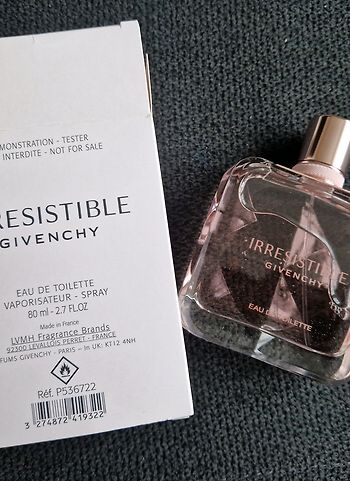 MONSTRATION - TESTER
INTERDITE - NOT FOR SALE
RESISTIBLE
GIVENCHY
EAU DE TOILETTE
VAPORISATEUR - SPRAY
80 ml - 2.7 FL.OZ
Made in France
LVMH Fragrance Brands
92300 LEVALLOIS PERRET - FRANCE
FUMS GIVENCHY - PARIS - In UK: KT12 4NH
Réf. P536722
3 274872 419322
IRRESISTIBLE
GIVENCHY
EAU DE TOILETTE